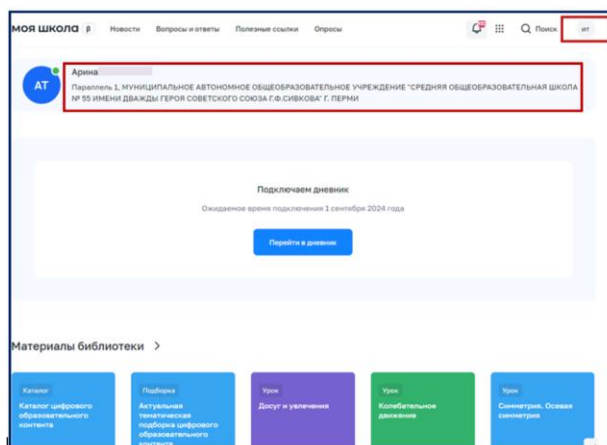 МОЯ ШКОЛА β Новости Вопросы и ответы Полезные ссылки Опросы Поиск ИТ
АТ
Арина
Параллель 1, МУНИЦИПАЛЬНОЕ АВТОНОМНОЕ ОБЩЕОБРАЗОВАТЕЛЬНОЕ УЧРЕЖДЕНИЕ "СРЕДНЯЯ ОБЩЕОБРАЗОВАТЕЛЬНАЯ ШКОЛА
№ 55 ИМЕНИ ДВАЖДЫ ГЕРОЯ СОВЕТСКОГО СОЮЗА Г.Ф.СИВКОВА" Г. ПЕРМИ
Подключаем дневник
Ожидаемое время подключения 1 сентября 2024 года
Перейти в дневник
Материалы библиотеки
Каталог
Каталог цифрового
образовательного
контента
Подборка
Актуальная
тематическая
подборка цифрового
образовательного
контента
Урок
Досуг и увлечения
Урок
Колебательное
движение
Урок
Симметрия. Осевая
симметрия